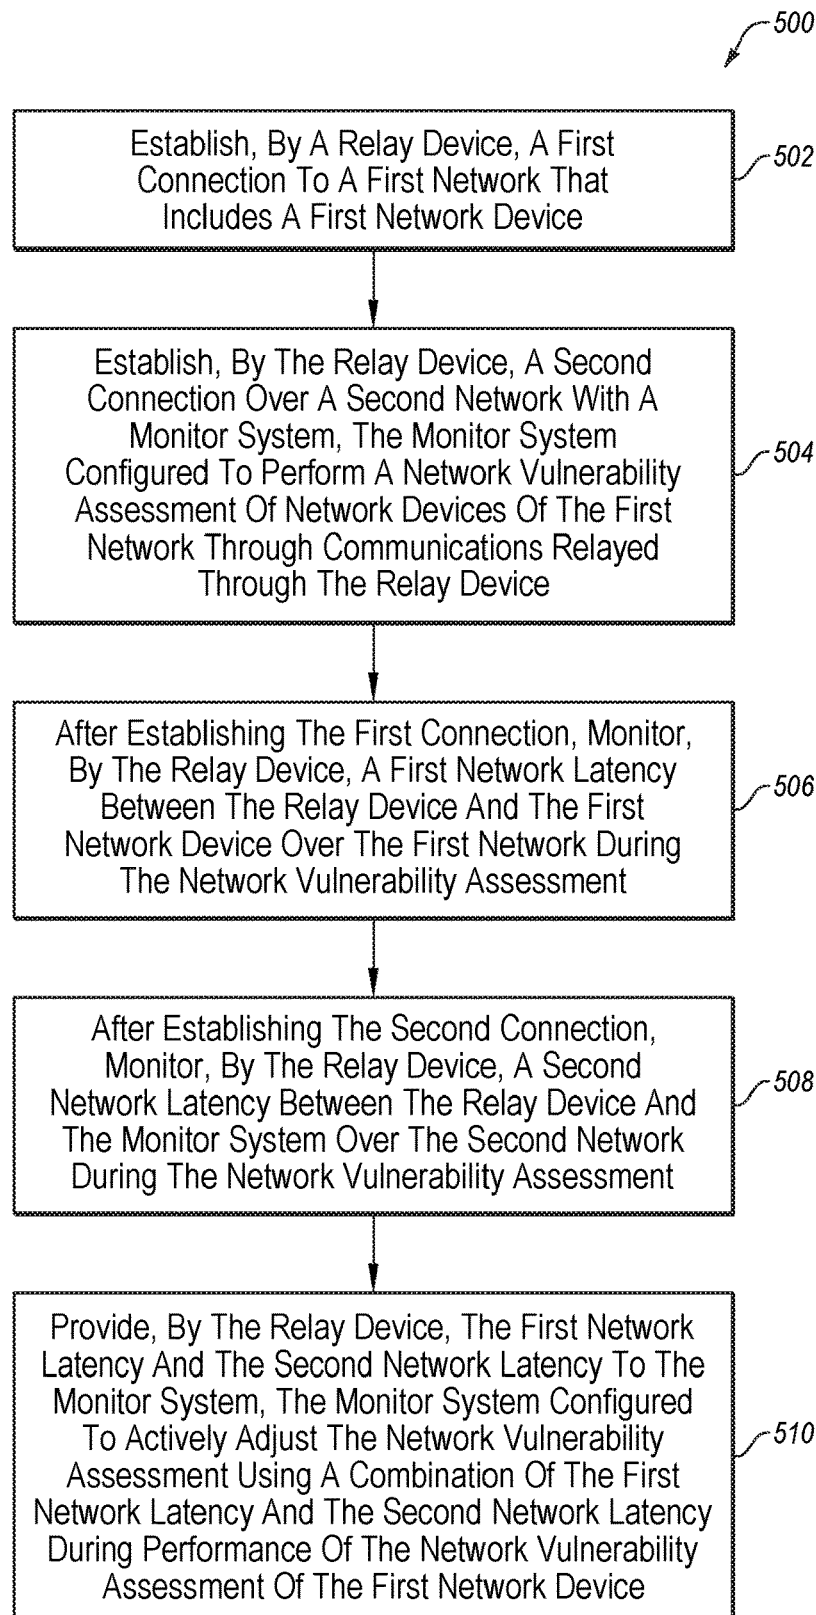 500
Establish, By A Relay Device, A First
Connection To A First Network That
Includes A First Network Device
502
Establish, By The Relay Device, A Second
Connection Over A Second Network With A
Monitor System, The Monitor System
Configured To Perform A Network Vulnerability
Assessment Of Network Devices Of The First
Network Through Communications Relayed
Through The Relay Device
504
After Establishing The First Connection, Monitor,
By The Relay Device, A First Network Latency
Between The Relay Device And The First
Network Device Over The First Network During
The Network Vulnerability Assessment
506
After Establishing The Second Connection,
Monitor, By The Relay Device, A Second
Network Latency Between The Relay Device And
The Monitor System Over The Second Network
During The Network Vulnerability Assessment
508
Provide, By The Relay Device, The First Network
Latency And The Second Network Latency To The
Monitor System, The Monitor System Configured
To Actively Adjust The Network Vulnerability
Assessment Using A Combination Of The First
Network Latency And The Second Network Latency
During Performance Of The Network Vulnerability
Assessment Of The First Network Device
510